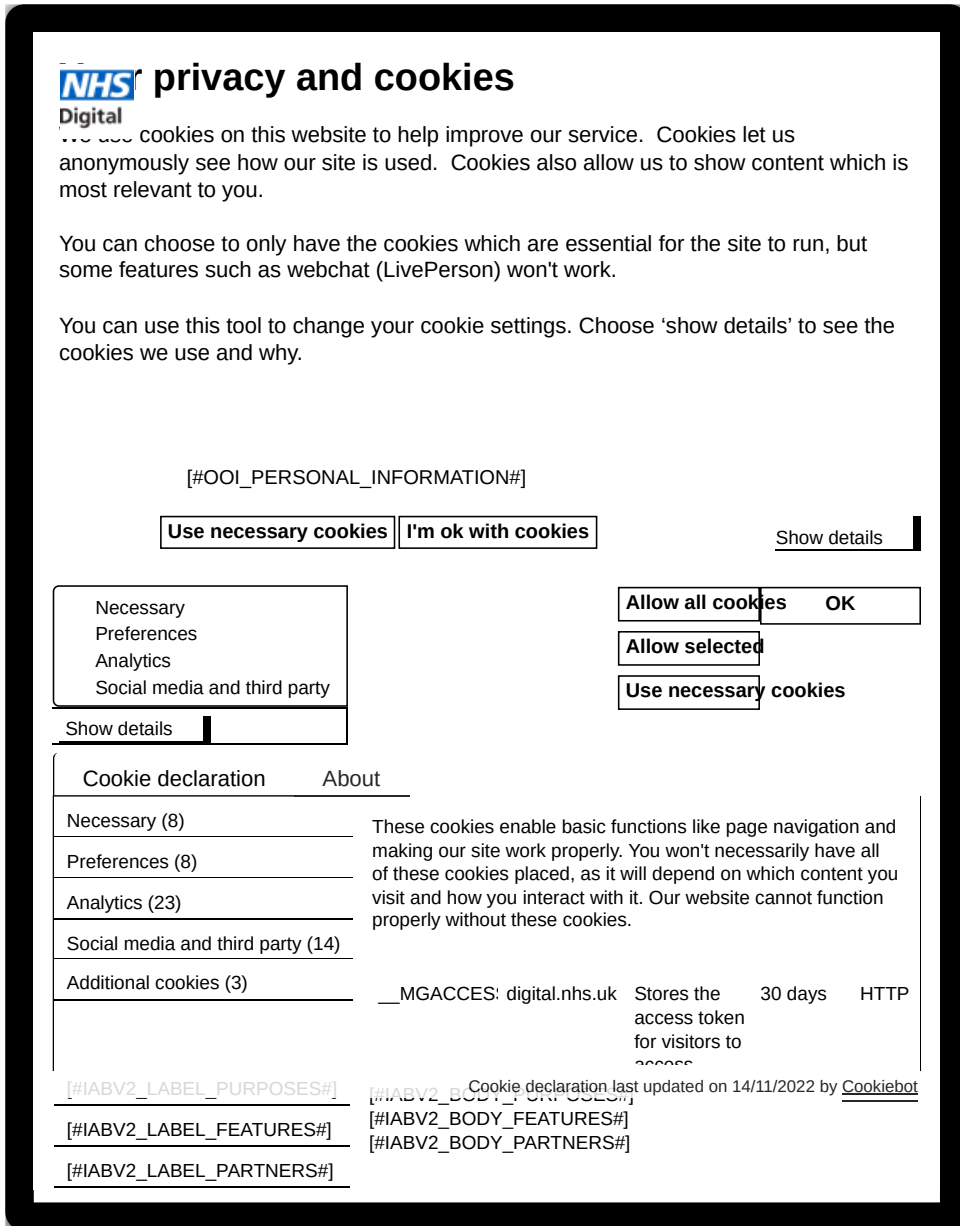 r privacy and cookies
NHS
Digital
cookies on this website to help improve our service.  Cookies let us
anonymously see how our site is used.  Cookies also allow us to show content which is
most relevant to you.
You can choose to only have the cookies which are essential for the site to run, but
some features such as webchat (LivePerson) won't work.
You can use this tool to change your cookie settings. Choose ‘show details’ to see the
cookies we use and why.
[#OOI_PERSONAL_INFORMATION#]
Use necessary cookies I'm ok with cookies
Show details
Necessary
Preferences
Analytics
Social media and third party
Allow all cookies OK
Allow selected
Use necessary cookies
Show details
Cookie declaration About
Necessary (8)
Preferences (8)
Analytics (23)
Social media and third party (14)
Additional cookies (3)
These cookies enable basic functions like page navigation and
making our site work properly. You won't necessarily have all
of these cookies placed, as it will depend on which content you
visit and how you interact with it. Our website cannot function
properly without these cookies.
__MGACCES digital.nhs.uk Stores the 30 days HTTP
access token
for visitors to
access
Cookie declaration last updated on 14/11/2022 by Cookiebot
[#IABV2_LABEL_PURPOSES#]
[#IABV2_LABEL_FEATURES#]
[#IABV2_LABEL_PARTNERS#]
[#IABV2_BODY_PURPOSES#]
[#IABV2_BODY_FEATURES#]
[#IABV2_BODY_PARTNERS#]